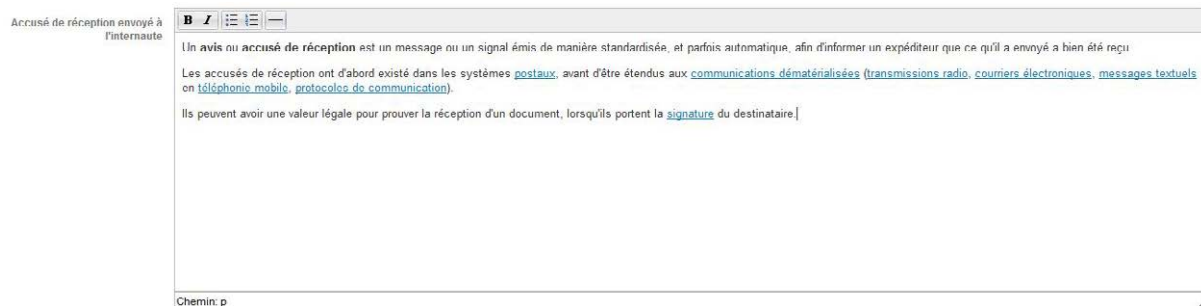 Accusé de réception envoyé à
l'internaute
B I
Un avis ou accusé de réception est un message ou un signal émis de manière standardisée, et parfois automatique, afin d'informer un expéditeur que ce qu'il a envoyé a bien été reçu
Les accusés de réception ont d'abord existé dans les systèmes postaux, avant d'être étendus aux communications dématérialisées (transmissions radio, courriers électroniques, messages textuels
en téléphonie mobile, protocoles de communication).
Ils peuvent avoir une valeur légale pour prouver la réception d'un document, lorsqu'ils portent la signature du destinataire.
Chemin: p